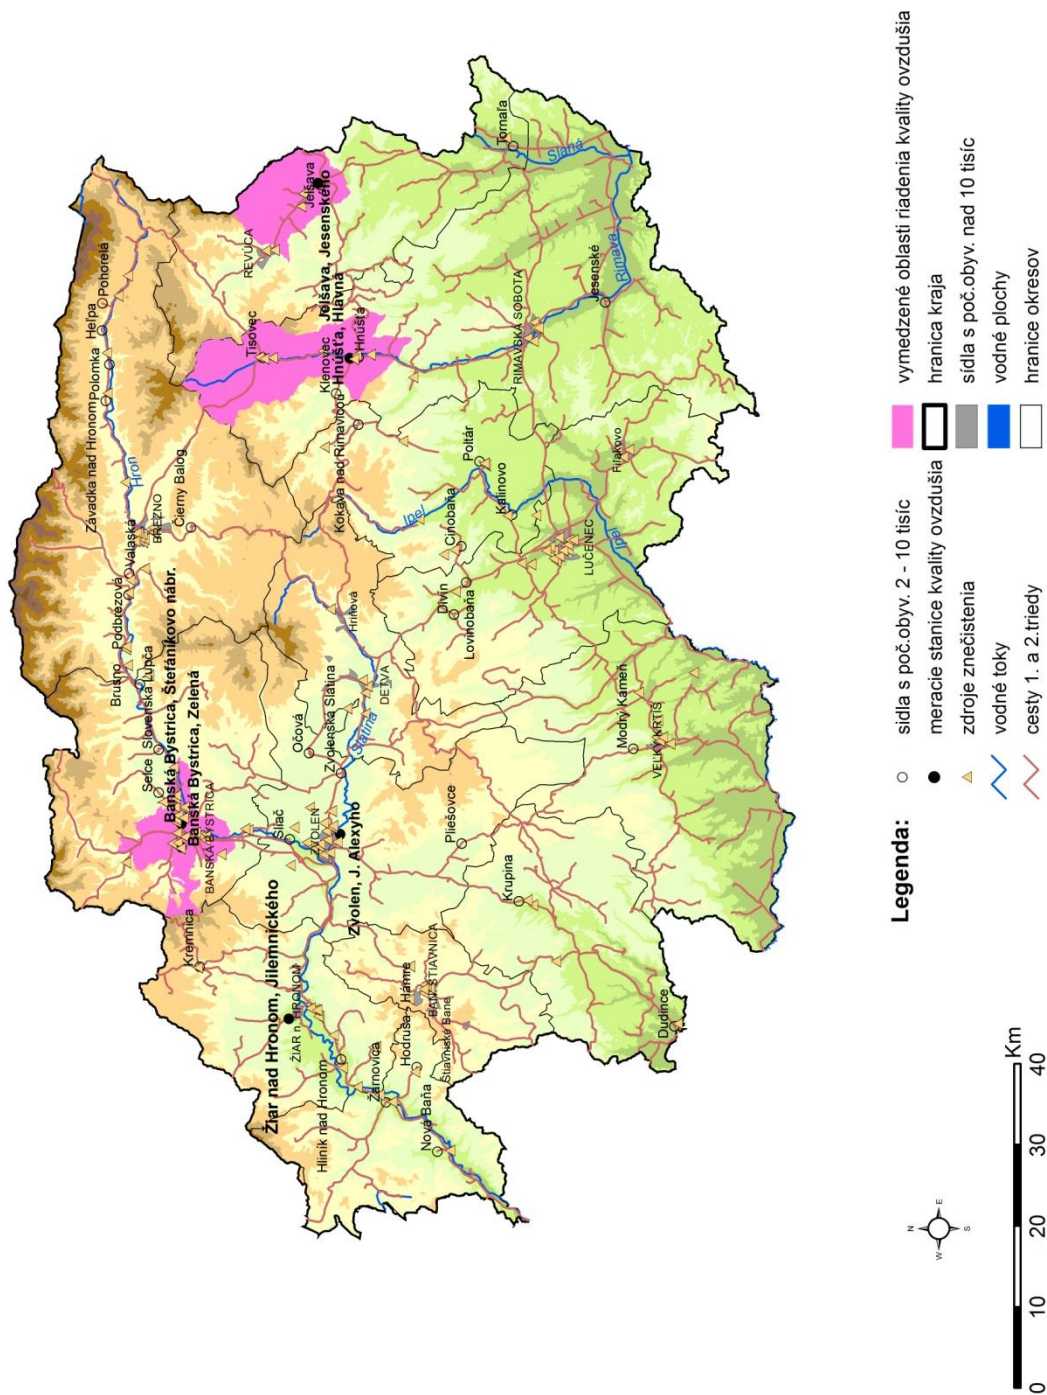 Závadka nad Hronom
Polomka
Heľpa
Pohorelá
Hron
Brusno
Podbrezová
Valaská
BREZNO
Čierny Balog
Selce
Slovenská Ľupča
Banská Bystrica, Štefánikovo nábr.
Banská Bystrica, Zelená
BANSKÁ BYSTRICA
Kremnica
Tisovec
REVÚCA
Jelšava
Jelšava, Jesenského
Klenovec
Hnúšťa, Hlavná
Hnúšťa
Kokava nad Rimavicou
Očová
Zvolenská Slatina
Slatina
Hriňová
DETVA
Sliač
ZVOLEN
Zvolen, J. Alexyho
Žiar nad Hronom, Jilemnického
ŽIAR n. HRONOM
Hliník nad Hronom
Žarnovica
Hodruša - Hámre
BAN. ŠTIAVNICA
Štiavnické Bane
Nová Baňa
Pliešovce
Krupina
Dudince
Divín
Lovinobaňa
Cinobaňa
Ipeľ
Poltár
Kalinovo
LUČENEC
Ipeľ
Fiľakovo
RIMAVSKÁ SOBOTA
Jesenské
Rimava
Tornaľa
Slaná
Modrý Kameň
VEĽKÝ KRTÍŠ
Legenda:
sídla s poč.obyv. 2 - 10 tisíc
meracie stanice kvality ovzdušia
zdroje znečistenia
vodné toky
cesty 1. a 2.triedy
vymedzené oblasti riadenia kvality ovzdušia
hranica kraja
sídla s poč.obyv. nad 10 tisíc
vodné plochy
hranice okresov
N
W
E
S
0
10
20
30
40
Km